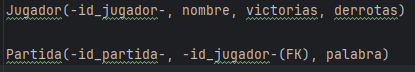 Jugador(-id_jugador-, nombre, victorias, derrotas)
Partida(-id_partida-, -id_jugador-(FK), palabra)